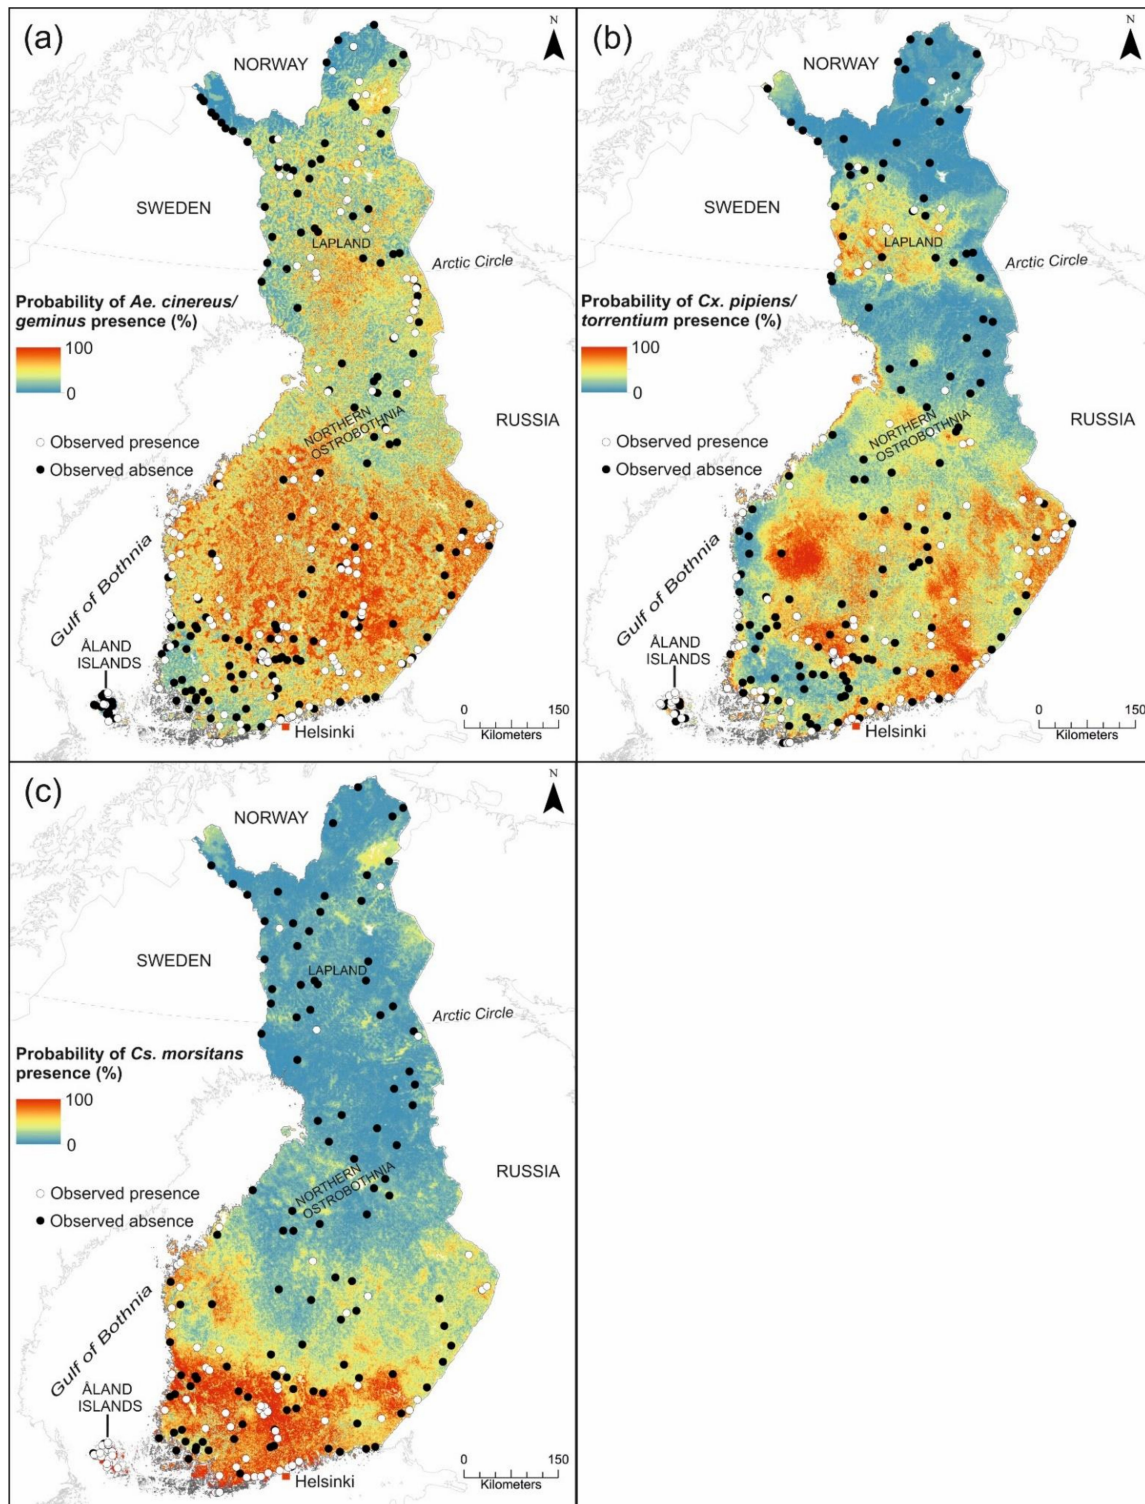 (a)
N
NORWAY
SWEDEN
LAPLAND
Arctic Circle
Probability of Ae. cinereus/
geminus presence (%)
100
0
Observed presence
Observed absence
NORTHERN
OSTROBOTHNIA
RUSSIA
Gulf of Bothnia
ÅLAND
ISLANDS
Helsinki
0 150
Kilometers
(b)
N
NORWAY
SWEDEN
LAPLAND
Arctic Circle
Probability of Cx. pipiens/
torrentium presence (%)
100
0
Observed presence
Observed absence
NORTHERN
OSTROBOTHNIA
RUSSIA
Gulf of Bothnia
ÅLAND
ISLANDS
Helsinki
0 150
Kilometers
(c)
N
NORWAY
SWEDEN
LAPLAND
Arctic Circle
Probability of Cs. morsitans
presence (%)
100
0
Observed presence
Observed absence
NORTHERN
OSTROBOTHNIA
RUSSIA
Gulf of Bothnia
ÅLAND
ISLANDS
Helsinki
0 150
Kilometers